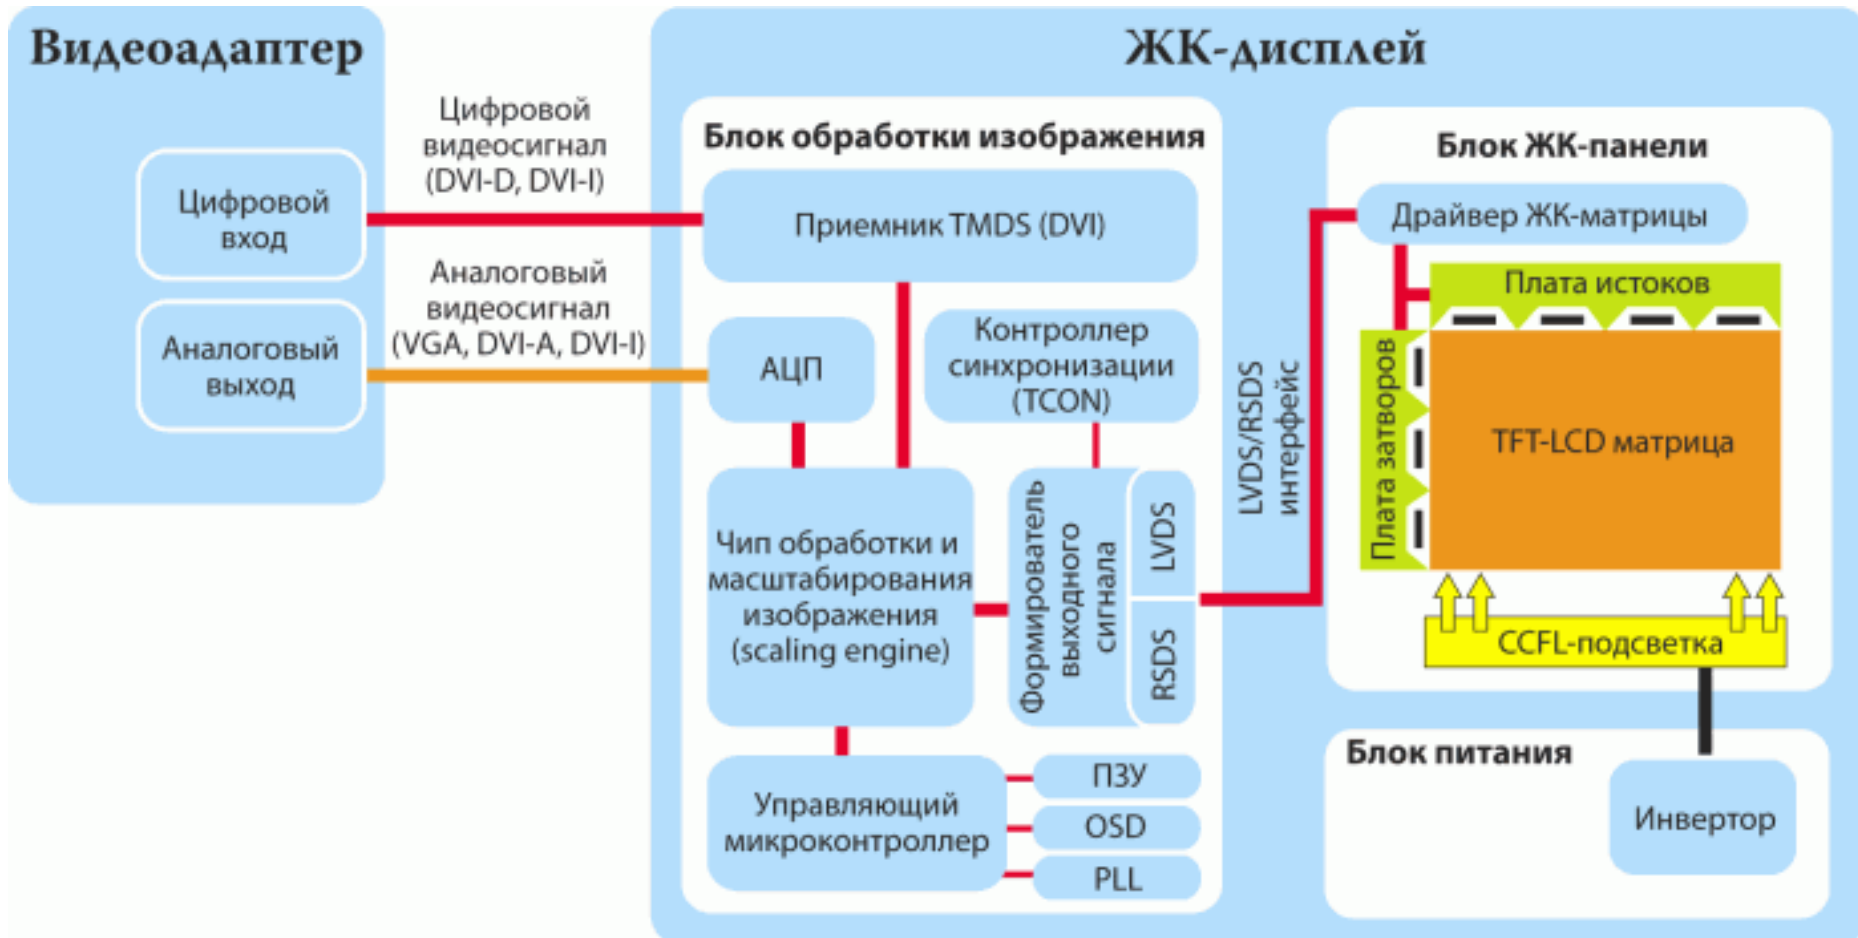 Видеоадаптер
Цифровой
вход
Аналоговый
выход
Цифровой
видеосигнал
(DVI-D, DVI-I)
Аналоговый
видеосигнал
(VGA, DVI-A, DVI-I)
ЖК-дисплей
Блок обработки изображения
Приемник TMDS (DVI)
АЦП
Контроллер
синхронизации
(TCON)
Чип обработки и
масштабирования
изображения
(scaling engine)
Формирователь
выходного
сигнала
LVDS
RSDS
Управляющий
микроконтроллер
ПЗУ
OSD
PLL
LVDS/RSDS
интерфейс
Блок ЖК-панели
Драйвер ЖК-матрицы
Плата истоков
Плата затворов
TFT-LCD матрица
CCFL-подсветка
Блок питания
Инвертор